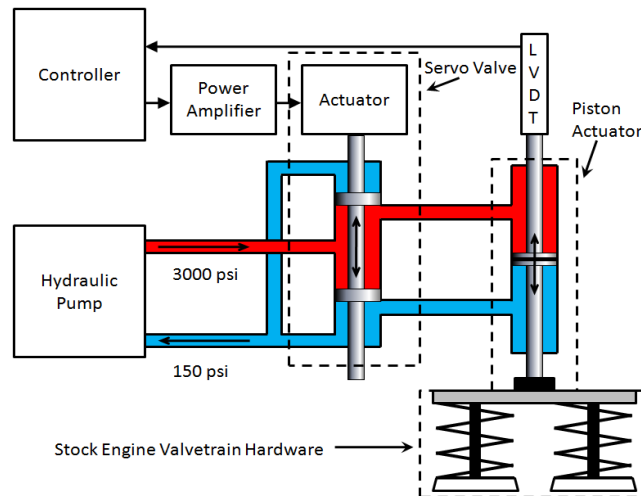 Controller
Power
Amplifier
Actuator
Servo Valve
L
V
D
T
Piston
Actuator
Hydraulic
Pump
3000 psi
150 psi
Stock Engine Valvetrain Hardware